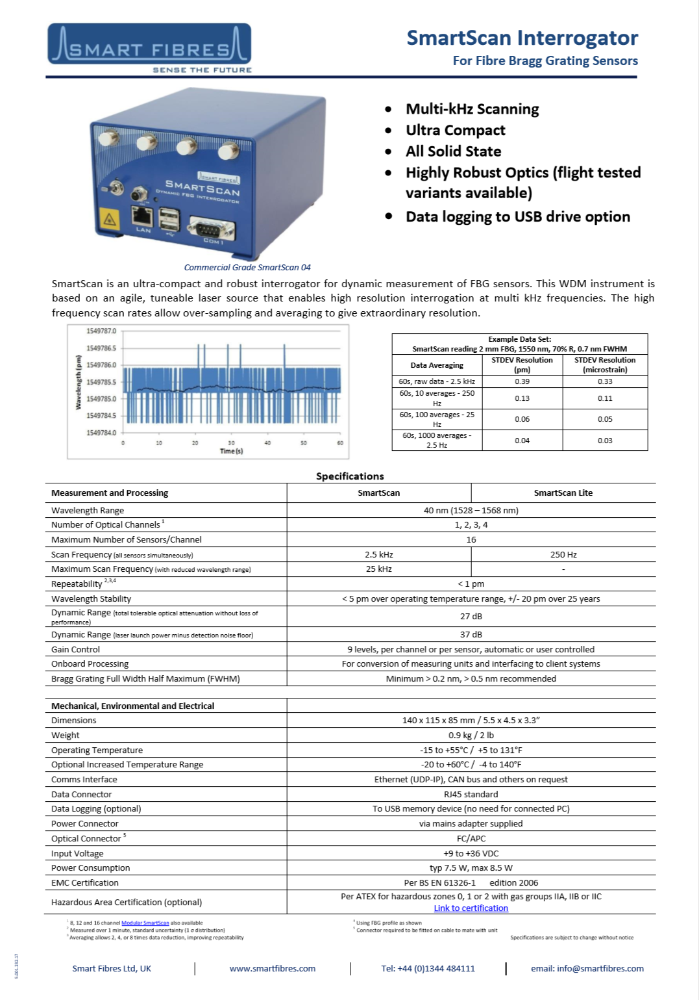 SMART FIBRES
SENSE THE FUTURE
SmartScan Interrogator
For Fibre Bragg Grating Sensors
SMART FIBRES
SMARTSCAN
DYNAMIC FBG INTERROGATOR
LAN
COM 1
• Multi-kHz Scanning
• Ultra Compact
• All Solid State
• Highly Robust Optics (flight tested
variants available)
• Data logging to USB drive option
Commercial Grade SmartScan 04
SmartScan is an ultra-compact and robust interrogator for dynamic measurement of FBG sensors. This WDM instrument is
based on an agile, tuneable laser source that enables high resolution interrogation at multi kHz frequencies. The high
frequency scan rates allow over-sampling and averaging to give extraordinary resolution.
Wavelength (pm)
1549787.0
1549786.5
1549786.0
1549785.5
1549785.0
1549784.5
1549784.0
0 10 20 30 40 50 60
Time (s)
Example Data Set:
SmartScan reading 2 mm FBG, 1550 nm, 70% R, 0.7 nm FWHM
Data Averaging
STDEV Resolution
(pm)
STDEV Resolution
(microstrain)
60s, raw data - 2.5 kHz 0.39 0.33
60s, 10 averages - 250
Hz
0.13 0.11
60s, 100 averages - 25
Hz
0.06 0.05
60s, 1000 averages -
2.5 Hz
0.04 0.03
Specifications
Measurement and Processing SmartScan SmartScan Lite
Wavelength Range 40 nm (1528 – 1568 nm)
Number of Optical Channels 1 1, 2, 3, 4
Maximum Number of Sensors/Channel 16
Scan Frequency (all sensors simultaneously) 2.5 kHz 250 Hz
Maximum Scan Frequency (with reduced wavelength range) 25 kHz -
Repeatability 2,3,4 < 1 pm
Wavelength Stability < 5 pm over operating temperature range, +/- 20 pm over 25 years
Dynamic Range (total tolerable optical attenuation without loss of
performance)
27 dB
Dynamic Range (laser launch power minus detection noise floor) 37 dB
Gain Control 9 levels, per channel or per sensor, automatic or user controlled
Onboard Processing For conversion of measuring units and interfacing to client systems
Bragg Grating Full Width Half Maximum (FWHM) Minimum > 0.2 nm, > 0.5 nm recommended
Mechanical, Environmental and Electrical
Dimensions 140 x 115 x 85 mm / 5.5 x 4.5 x 3.3”
Weight 0.9 kg / 2 lb
Operating Temperature -15 to +55°C / +5 to 131°F
Optional Increased Temperature Range -20 to +60°C / -4 to 140°F
Comms Interface Ethernet (UDP-IP), CAN bus and others on request
Data Connector RJ45 standard
Data Logging (optional) To USB memory device (no need for connected PC)
Power Connector via mains adapter supplied
Optical Connector 5 FC/APC
Input Voltage +9 to +36 VDC
Power Consumption typ 7.5 W, max 8.5 W
EMC Certification Per BS EN 61326-1 edition 2006
Hazardous Area Certification (optional)
Per ATEX for hazardous zones 0, 1 or 2 with gas groups IIA, IIB or IIC
Link to certification
1 8, 12 and 16 channel Modular SmartScan also available
2 Measured over 1 minute, standard uncertainty (1 σ distribution)
3 Averaging allows 2, 4, or 8 times data reduction, improving repeatability
4 Using FBG profile as shown
5 Connector required to be fitted on cable to mate with unit
Specifications are subject to change without notice
5.001.232.17
Smart Fibres Ltd, UK | www.smartfibres.com | Tel: +44 (0)1344 484111 | email: info@smartfibres.com